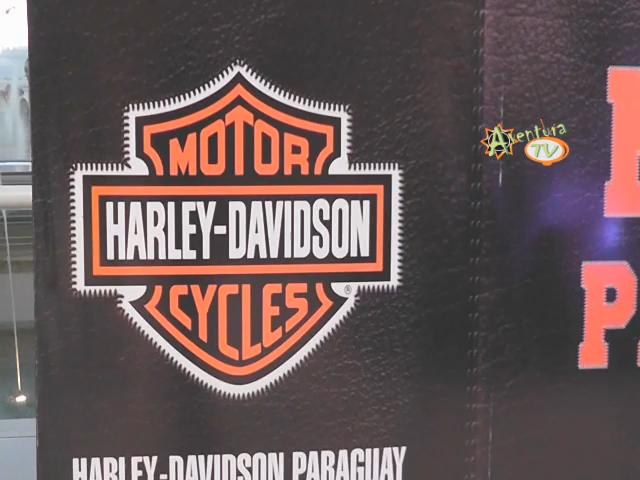 MOTOR
HARLEY-DAVIDSON
CYCLES
®
HARLEY-DAVIDSON PARAGUAY
Aventura
TV